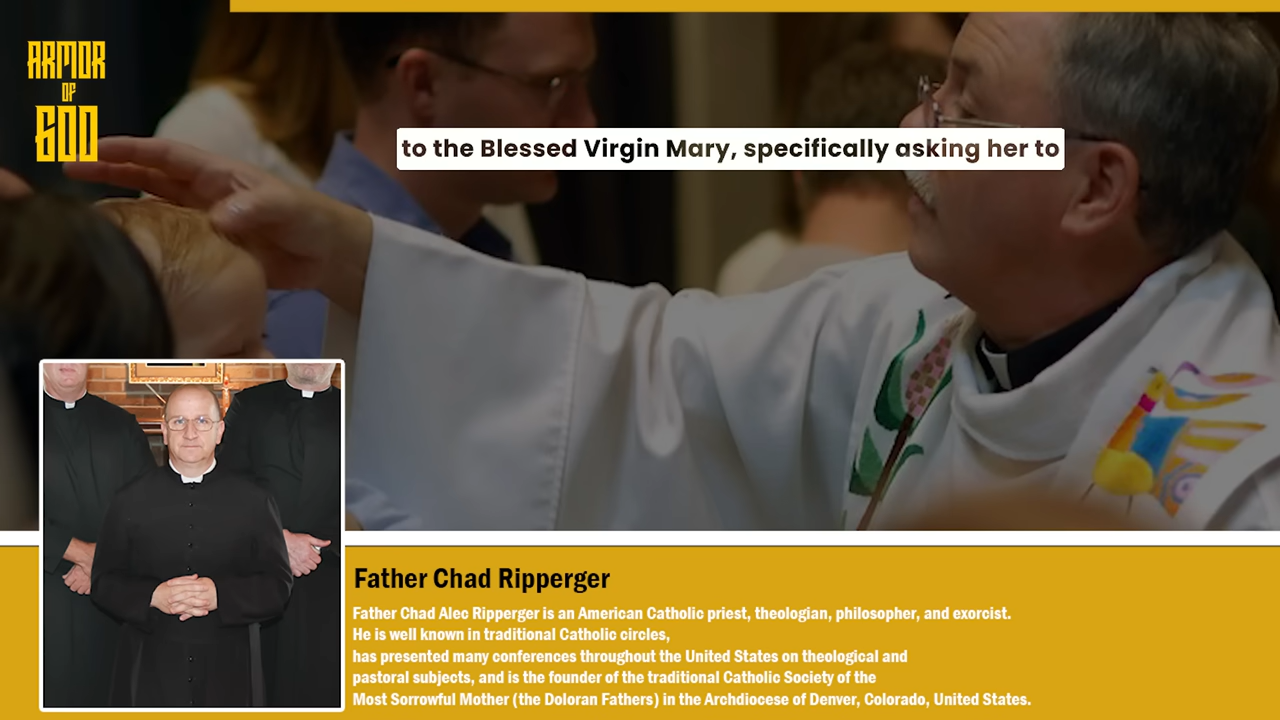 ARMOR
OF
GOD
to the Blessed Virgin Mary, specifically asking her to
Father Chad Ripperger
Father Chad Alec Ripperger is an American Catholic priest, theologian, philosopher, and exorcist.
He is well known in traditional Catholic circles,
has presented many conferences throughout the United States on theological and
pastoral subjects, and is the founder of the traditional Catholic Society of the
Most Sorrowful Mother (the Doloran Fathers) in the Archdiocese of Denver, Colorado, United States.